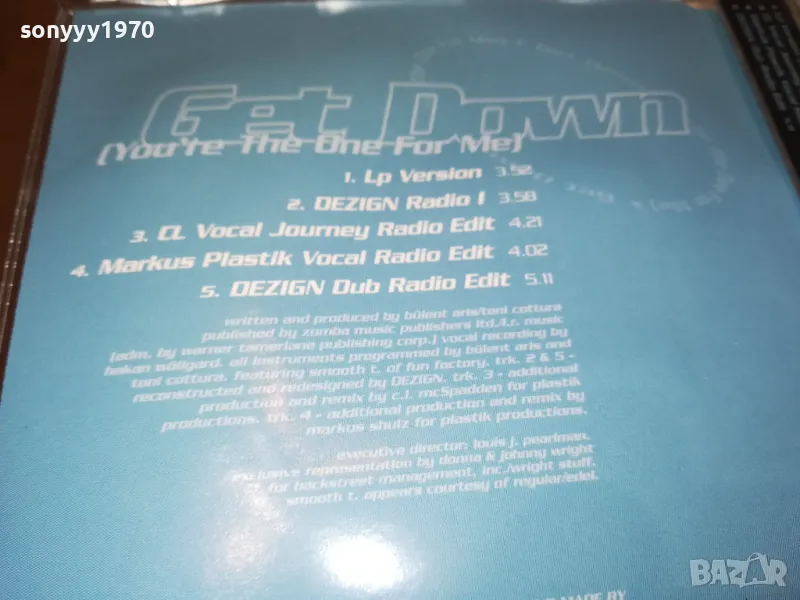 sonyyy1970
Get Down
(You're The One For Me)
1. Lp Version 3.52
2. DEZIGN Radio 1 3.58
3. CL Vocal Journey Radio Edit 4.21
4. Markus Plastik Vocal Radio Edit 4.02
5. DEZIGN Dub Radio Edit 5.11
written and produced by bülent aris/toni cottura
published by zomba music publishers ltd./l.r. music
(adm. by warner tamerlane publishing corp.) vocal recording by
hakan wöllgard. all instruments programmed by bülent aris and
toni cottura. featuring smooth t. of fun factory. trk. 2 & 5 -
reconstructed and redesigned by DEZIGN. trk. 3 - additional
production and remix by c.l. mcSpadden for plastik
productions. trk. 4 - additional production and remix by
markus shulz for plastik productions.
executive director: louis j. pearlman.
exclusive representation by donna & johnny wright
for backstreet management, inc./wright stuff.
smooth t. appears courtesy of regular/edel.
MADE BY
BAZAR
bg